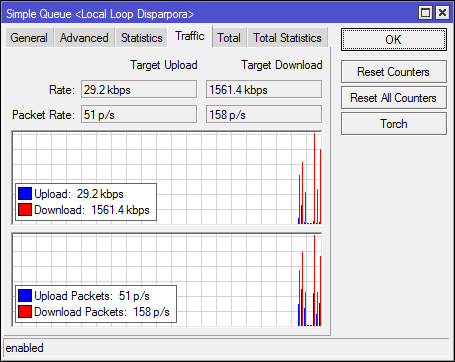 Simple Queue <Local Loop Disparpora>
General Advanced Statistics Traffic Total Total Statistics
OK
Reset Counters
Reset All Counters
Torch
Target Upload Target Download
Rate: 29.2 kbps 1561.4 kbps
Packet Rate: 51 p/s 158 p/s
Upload: 29.2 kbps
Download: 1561.4 kbps
Upload Packets: 51 p/s
Download Packets: 158 p/s
enabled